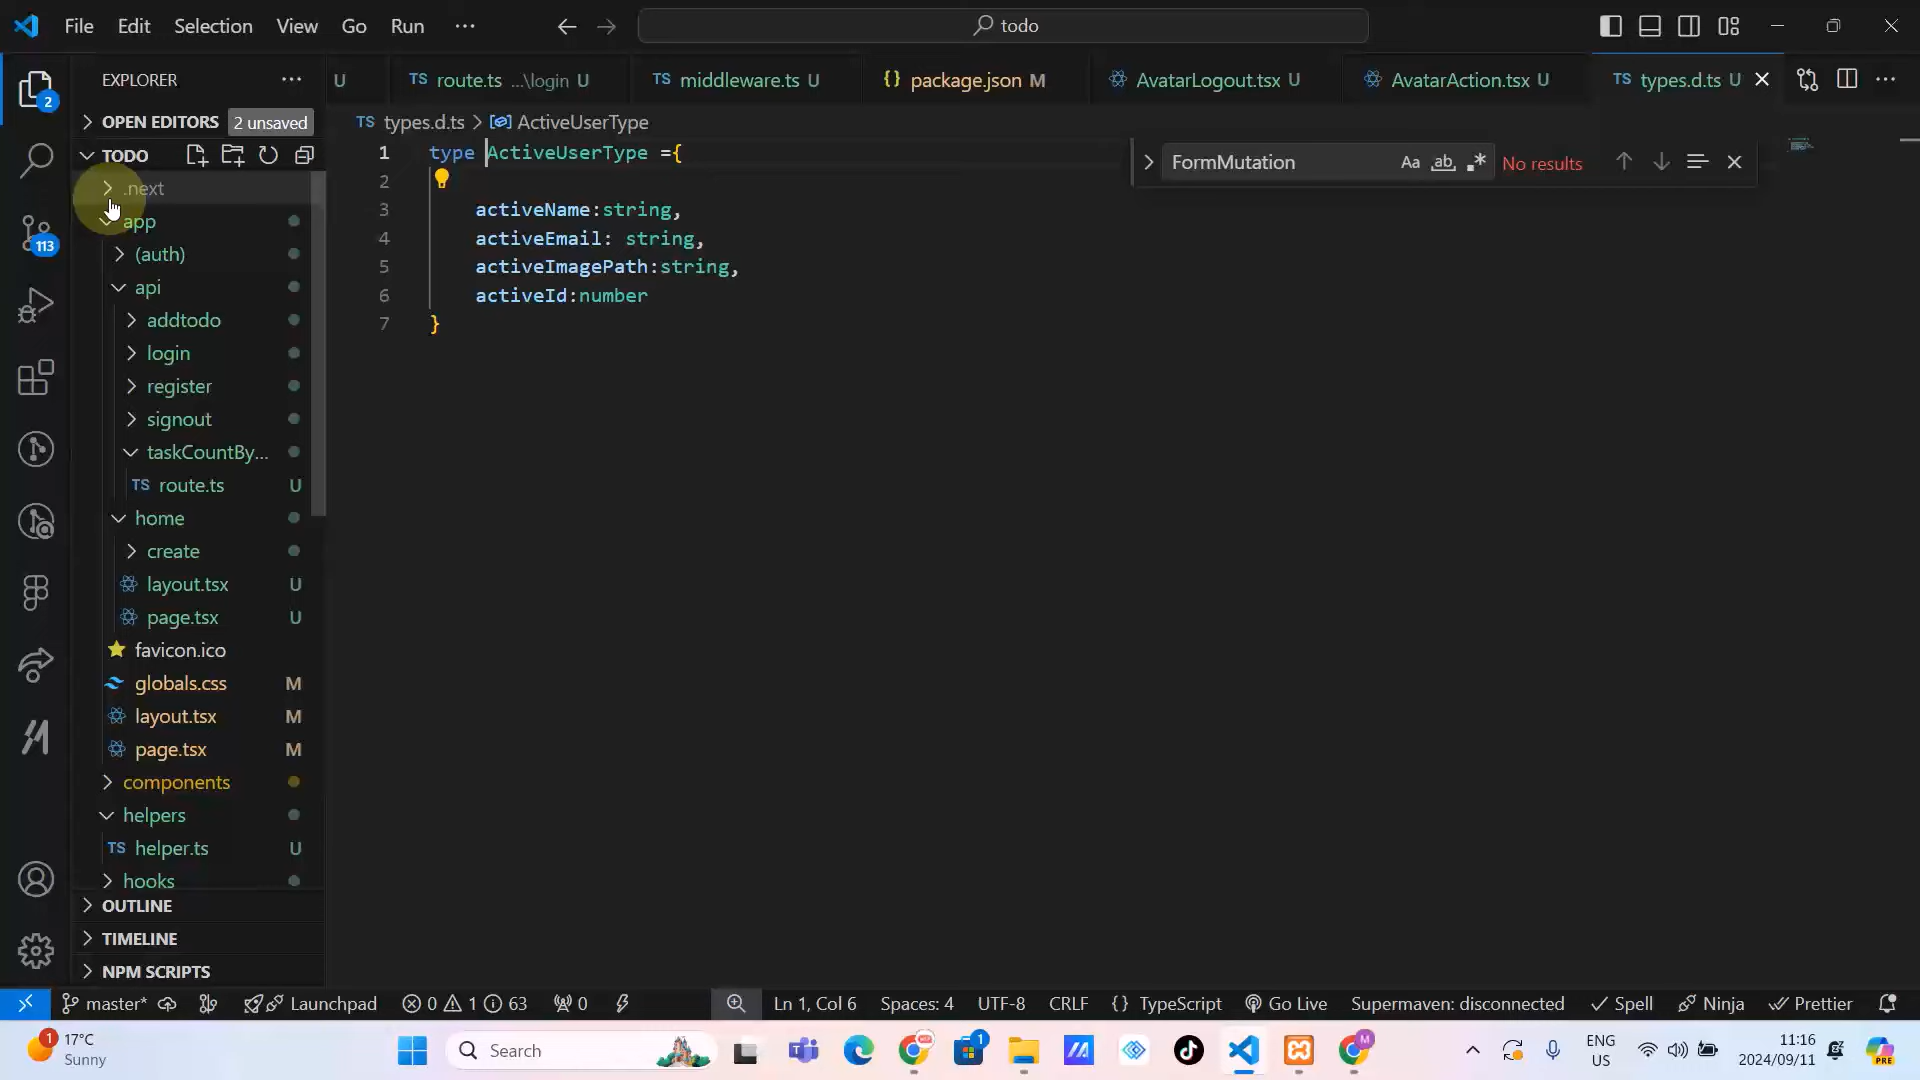 File Edit Selection View Go Run ··· todo
EXPLORER ···
U
TS route.ts ...\login U
TS middleware.ts U
{} package.json M
AvatarLogout.tsx U
AvatarAction.tsx U
TS types.d.ts U
OPEN EDITORS 2 unsaved
TS types.d.ts > ActiveUserType
TODO
1 type ActiveUserType ={
2
3 activeName:string,
4 activeEmail: string,
5 activeImagePath:string,
6 activeId:number
7 }
FormMutation Aa ab .* No results
.next
app
(auth)
api
addtodo
login
register
signout
taskCountBy...
TS route.ts U
home
create
layout.tsx U
page.tsx U
favicon.ico
globals.css M
layout.tsx M
page.tsx M
components
helpers
TS helper.ts U
hooks
OUTLINE
TIMELINE
NPM SCRIPTS
2
113
master* Launchpad 0 1 63 0 Ln 1, Col 6 Spaces: 4 UTF-8 CRLF {} TypeScript Go Live Supermaven: disconnected Spell Ninja Prettier
1
17°C
Sunny
Search
1
M
ENG
US
11:16
2024/09/11
PRE